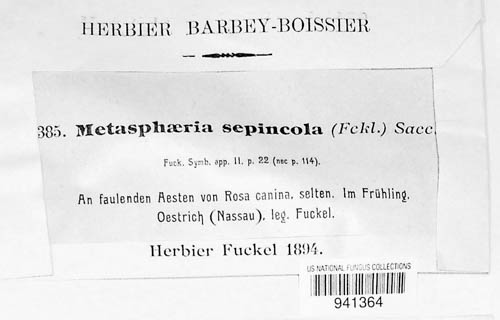 HERBIER BARBEY-BOISSIER
385. Metasphæria sepincola (Fckl.) Sacc.
Fuck. Symb. app. II, p. 22 (nec p. 114).
An faulenden Aesten von Rosa canina, selten. Im Frühling.
Oestrich (Nassau), leg. Fuckel.
Herbier Fuckel 1894.
US NATIONAL FUNGUS COLLECTIONS
941364